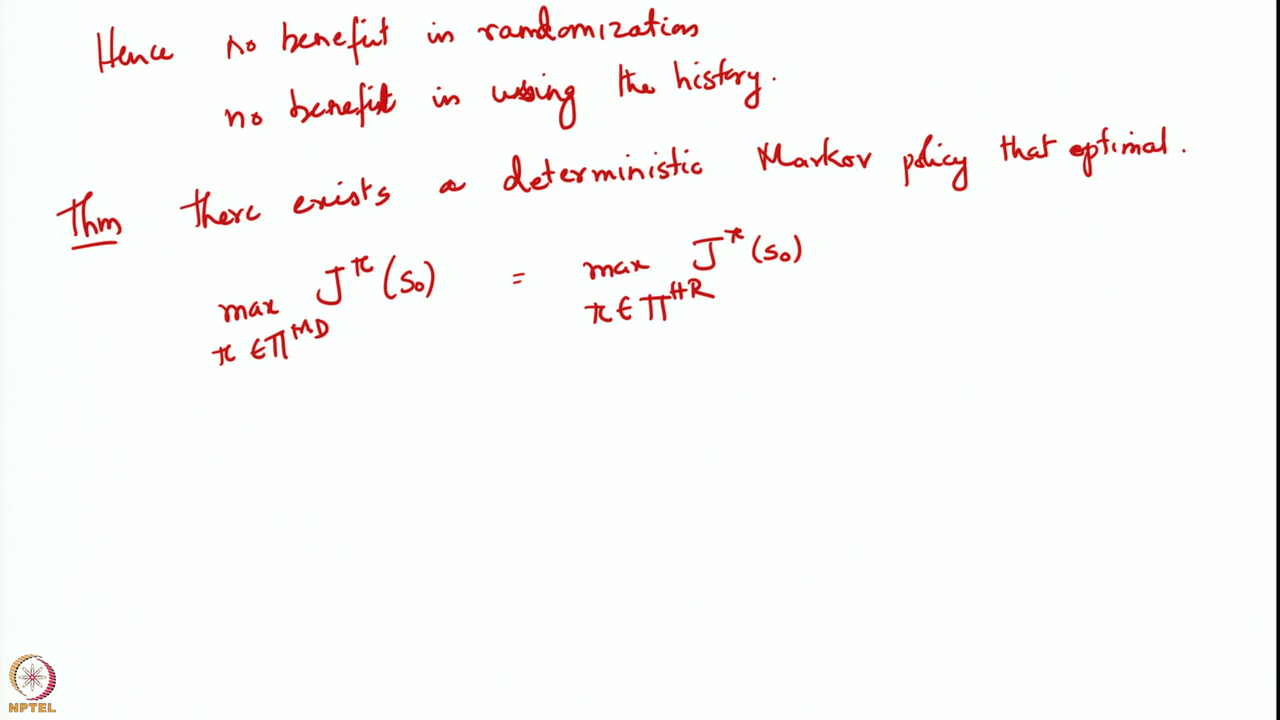 Hence no benefit in randomization
no benefit in using the history.
Thm There exists a deterministic Markov policy that optimal.
max J^π (s₀) = max J^π (s₀)
π ∈ Π^MD π ∈ Π^HR
NPTEL